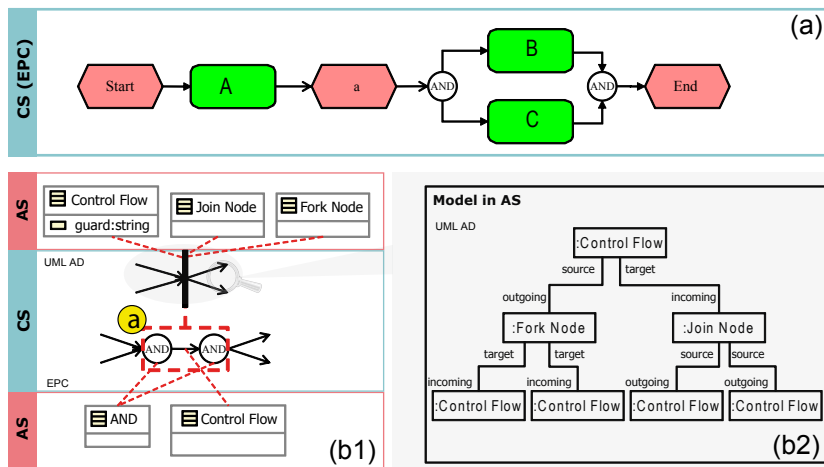 CS (EPC)
(a)
Start
A
a
AND
B
C
AND
End
AS
Control Flow
guard:string
Join Node
Fork Node
CS
UML AD
a
AND
AND
EPC
AS
AND
Control Flow
(b1)
Model in AS
UML AD
:Control Flow
source target
outgoing incoming
:Fork Node :Join Node
target target source source
incoming incoming outgoing outgoing
:Control Flow :Control Flow :Control Flow :Control Flow
(b2)